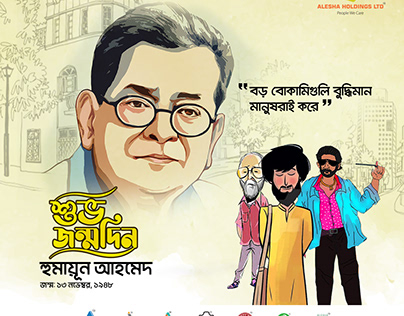 ALESHA HOLDINGS LTD
People We Care
“ বড় বোকামিগুলি বুদ্ধিমান
মানুষরাই করে ”
শুভ
জন্মদিন
হুমায়ূন আহমেদ
জন্ম: ১৩ নভেম্বর, ১৯৪৮